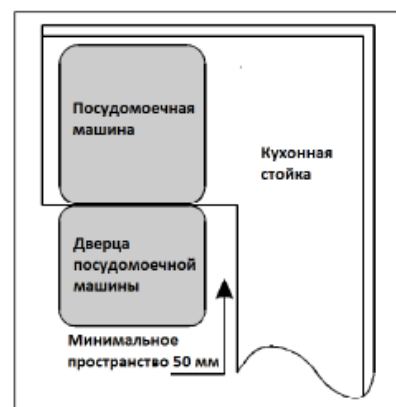 Посудомоечная
машина
Кухонная
стойка
Дверца
посудомоечной
машины
Минимальное
пространство 50 мм